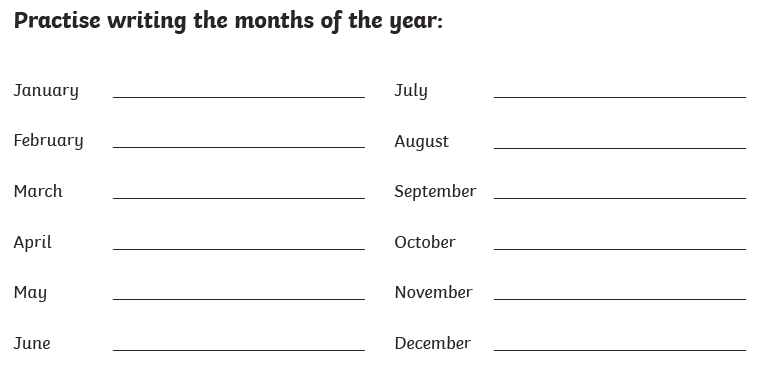 Practise writing the months of the year:
January
February
March
April
May
June
July
August
September
October
November
December